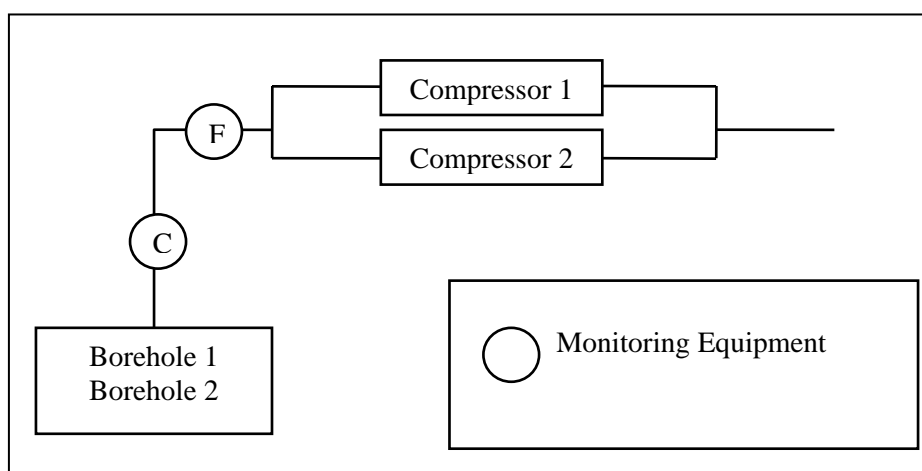 Compressor 1
F
Compressor 2
C
Borehole 1
Borehole 2
Monitoring Equipment